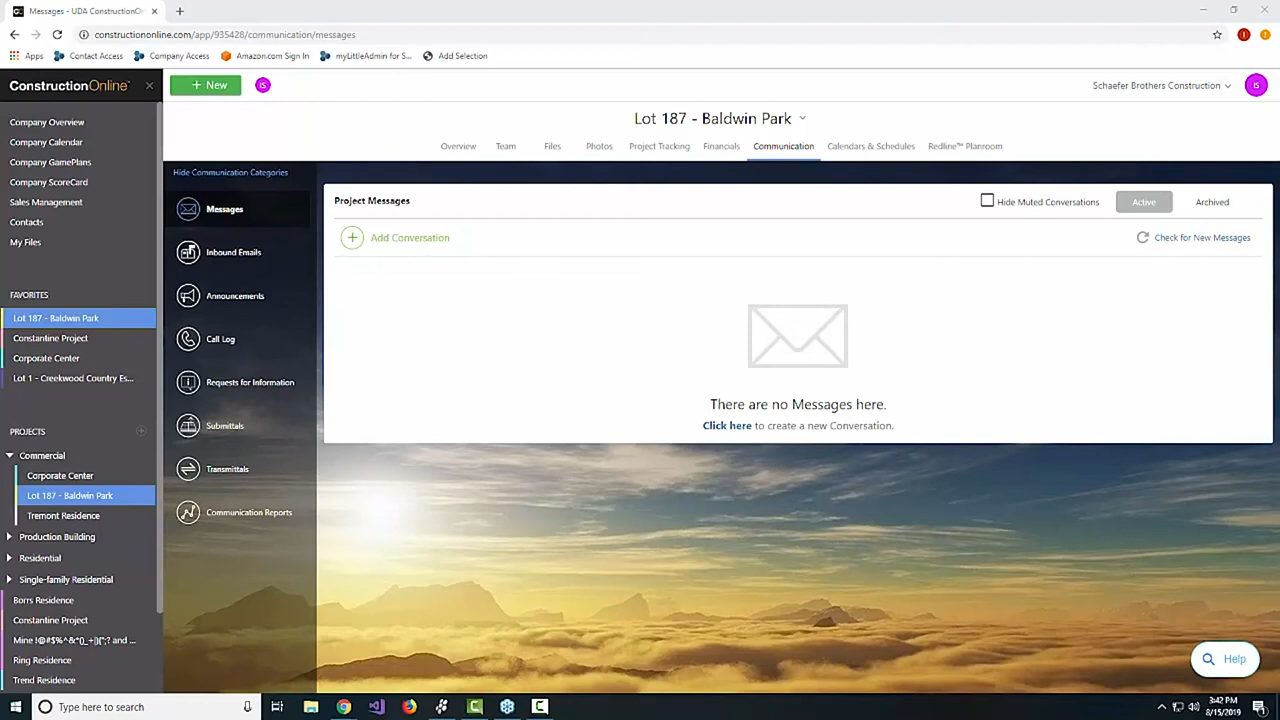 Messages - UDA ConstructionOn
constructiononline.com/app/935428/communication/messages
Apps
Contact Access
Company Access
Amazon.com Sign In
myLittleAdmin for S...
Add Selection
ConstructionOnline™
New
IS
Schaefer Brothers Construction
IS
Lot 187 - Baldwin Park
Overview
Team
Files
Photos
Project Tracking
Financials
Communication
Calendars & Schedules
Redline™ Planroom
Company Overview
Company Calendar
Company GamePlans
Company ScoreCard
Sales Management
Contacts
My Files
FAVORITES
Lot 187 - Baldwin Park
Constantine Project
Corporate Center
Lot 1 - Creekwood Country Es...
PROJECTS
Commercial
Corporate Center
Lot 187 - Baldwin Park
Tremont Residence
Production Building
Residential
Single-family Residential
Borrs Residence
Constantine Project
Ring Residence
Trend Residence
Hide Communication Categories
Messages
Inbound Emails
Announcements
Call Log
Requests for Information
Submittals
Transmittals
Communication Reports
Project Messages
Hide Muted Conversations
Active
Archived
Add Conversation
Check for New Messages
There are no Messages here.
Click here to create a new Conversation.
Help
Type here to search
3:42 PM
8/15/2019